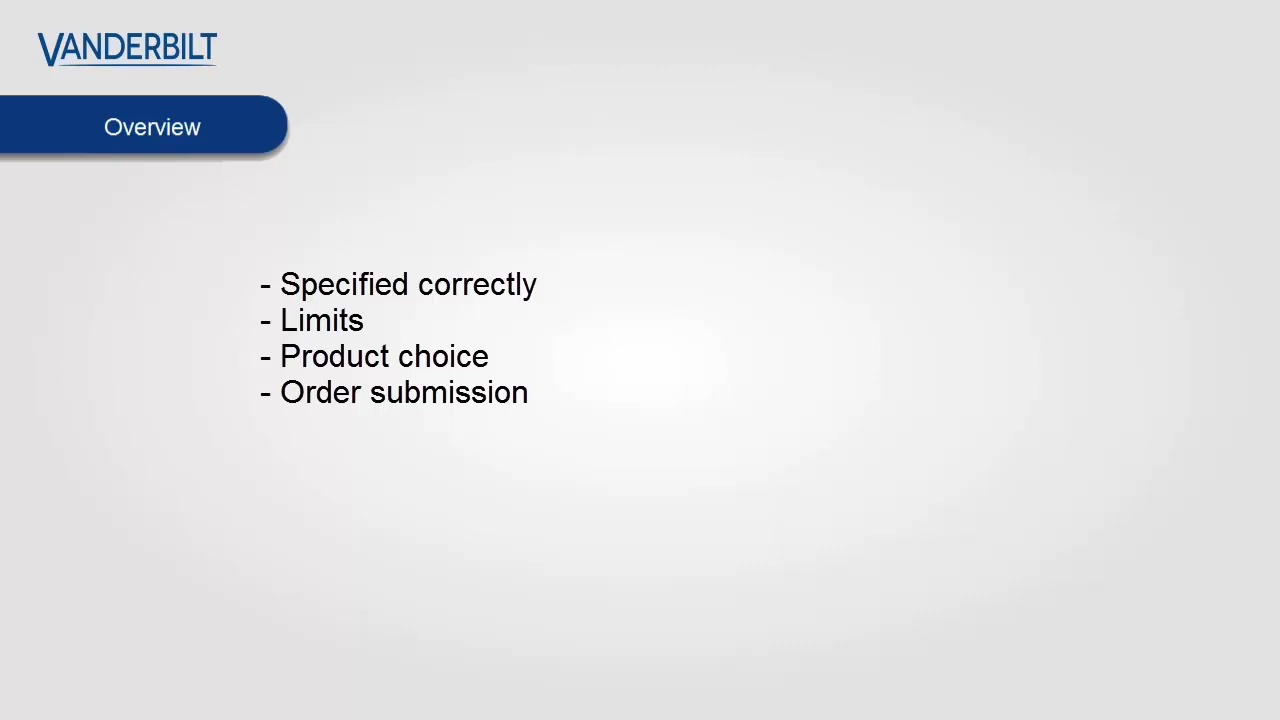 VANDERBILT
Overview
- Specified correctly
- Limits
- Product choice
- Order submission